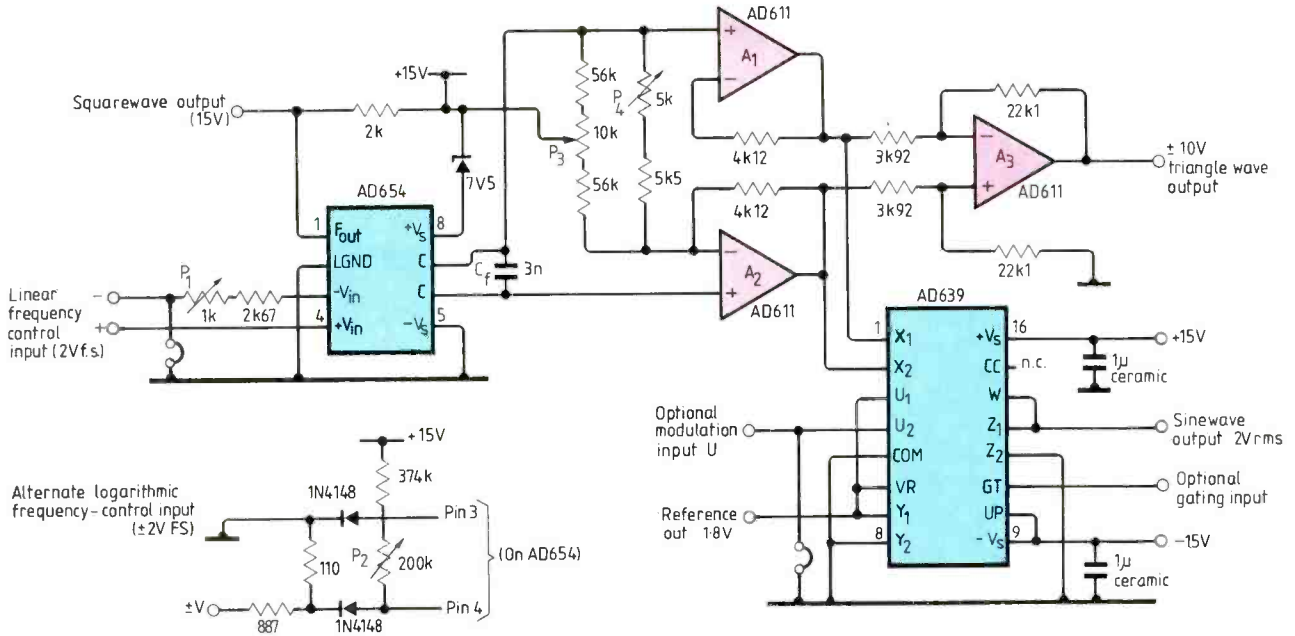 AD611
+
A1
−
+15V
56k
P4
5k
Squarewave output
(15V)
2k
10k
P3
4k12
3k92
22k1
−
A3
+
AD611
± 10V
triangle wave
output
7V5
56k
5k5
AD654
4k12
3k92
22k1
1
Fout
+Vs
8
LGND
C
Cf
3n
−
A2
+
AD611
P1
−Vin
C
Linear
frequency
control
input (2Vf.s.)
−
+
1k
2k67
4
+Vin
−Vs
5
AD639
1
X1
+Vs
16
+15V
X2
CC
n.c.
1μ
ceramic
U1
W
Optional
modulation
input U
U2
Z1
Sinewave
output 2Vrms
COM
Z2
VR
GT
Optional
gating input
Reference
out 1·8V
Y1
UP
8
Y2
−Vs
9
−15V
1μ
ceramic
+15V
374k
Alternate logarithmic
frequency-control input
(±2V FS)
1N4148
Pin 3
110
P2
200k
(On AD654)
±V
887
1N4148
Pin 4